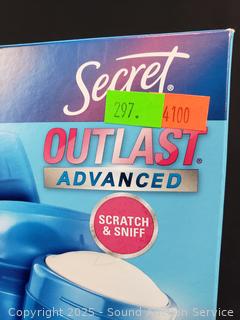 Secret®
297. 4100
OUTLAST®
ADVANCED
SCRATCH
& SNIFF
Copyright 2025 - Sound Auction Service